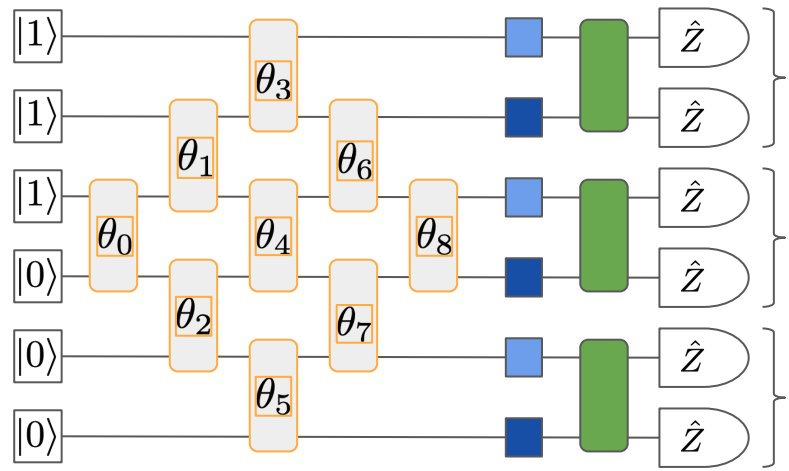 |1⟩ θ₃ Ẑ
|1⟩ θ₁ θ₆ Ẑ
|1⟩ θ₀ θ₄ θ₈ Ẑ
|0⟩ θ₂ θ₇ Ẑ
|0⟩ θ₅ Ẑ
|0⟩ Ẑ